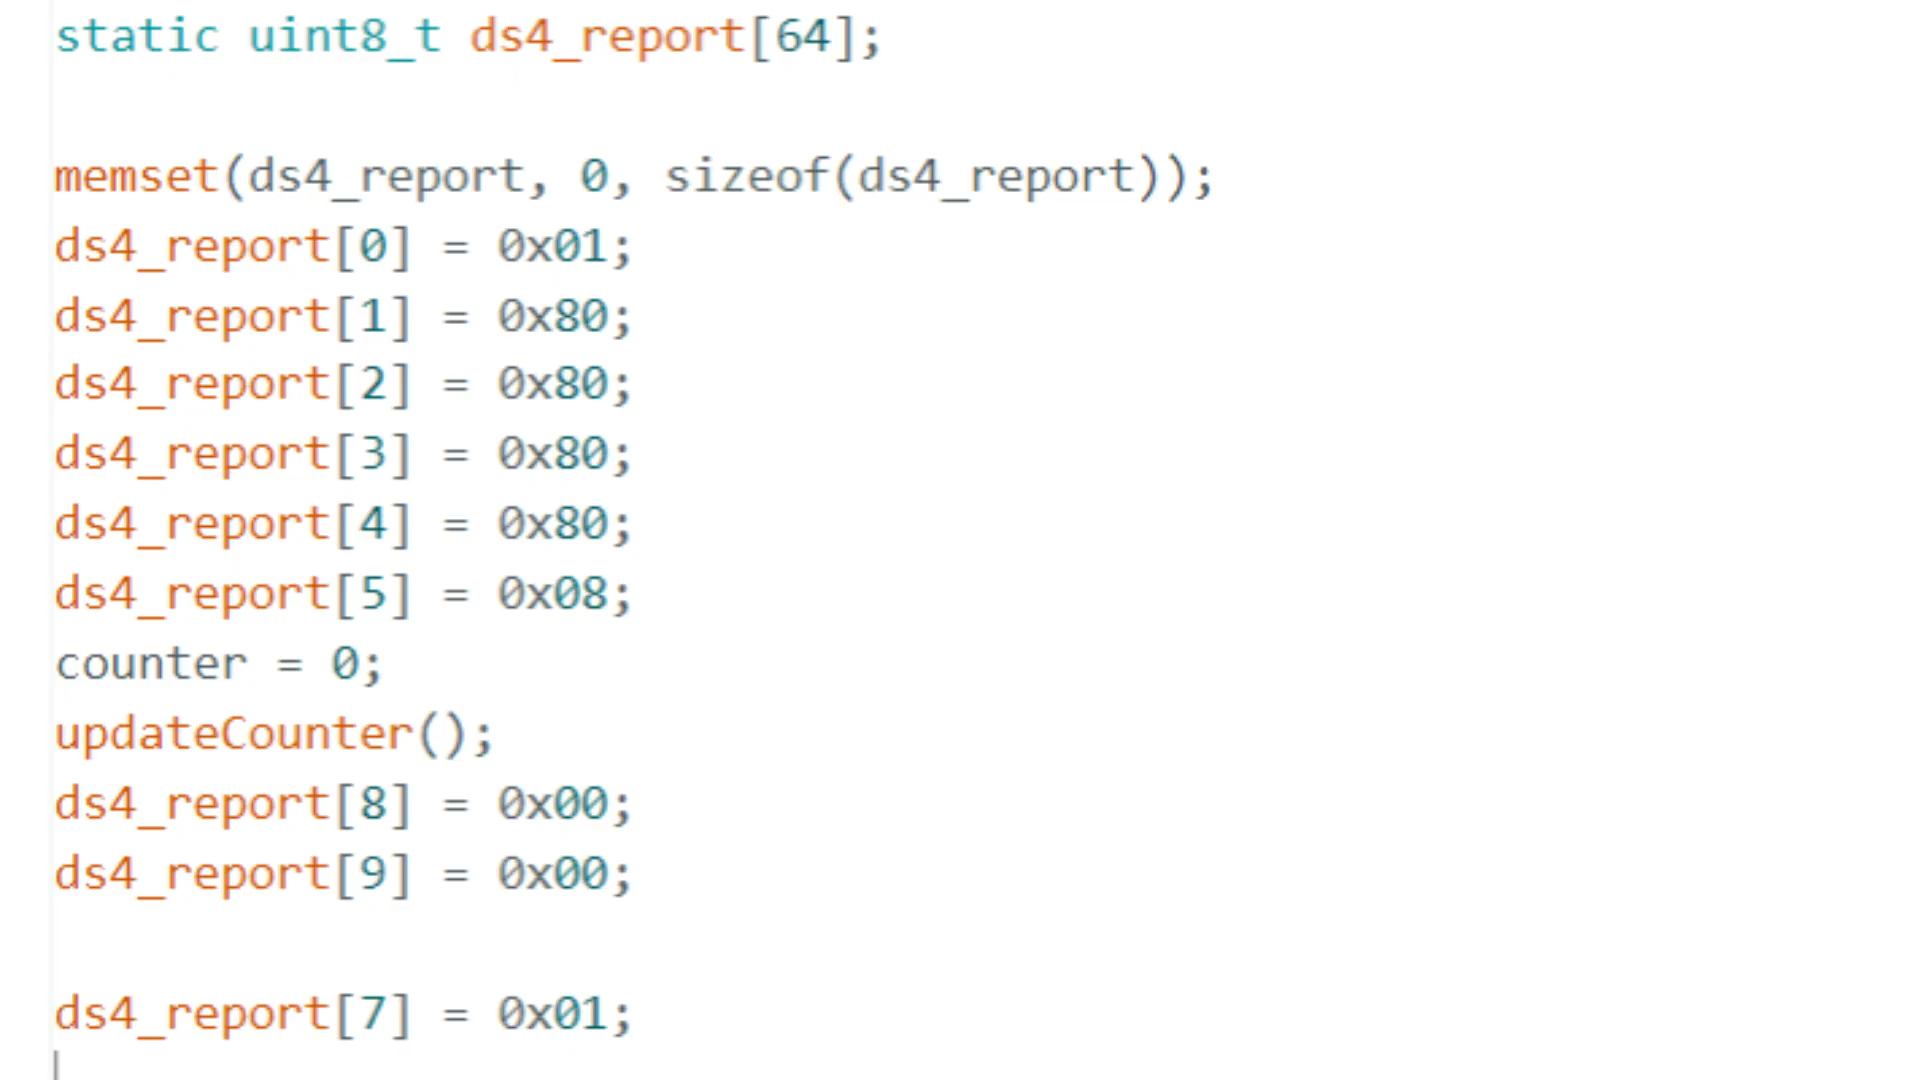 static uint8_t ds4_report[64];
memset(ds4_report, 0, sizeof(ds4_report));
ds4_report[0] = 0x01;
ds4_report[1] = 0x80;
ds4_report[2] = 0x80;
ds4_report[3] = 0x80;
ds4_report[4] = 0x80;
ds4_report[5] = 0x08;
counter = 0;
updateCounter();
ds4_report[8] = 0x00;
ds4_report[9] = 0x00;
ds4_report[7] = 0x01;